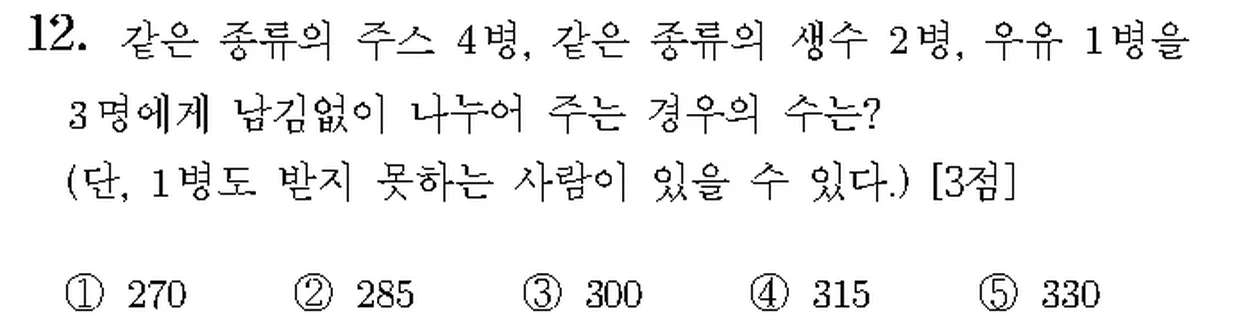 12. 같은 종류의 주스 4병, 같은 종류의 생수 2병, 우유 1병을
3명에게 남김없이 나누어 주는 경우의 수는?
(단, 1병도 받지 못하는 사람이 있을 수 있다.) [3점]
① 270 ② 285 ③ 300 ④ 315 ⑤ 330